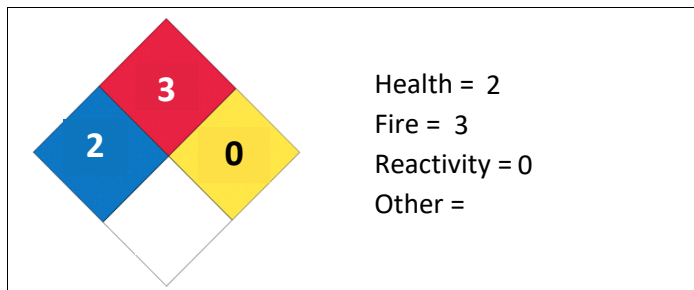 3
2
0
Health = 2
Fire = 3
Reactivity = 0
Other =